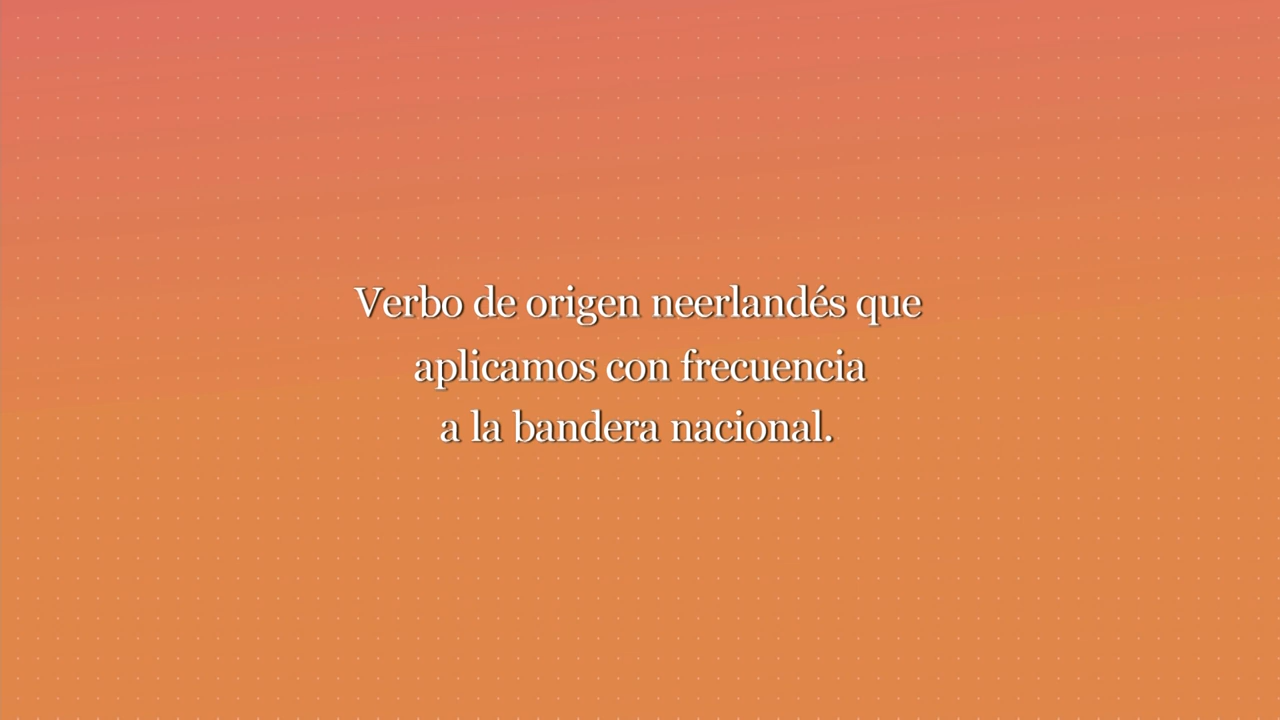 Verbo de origen neerlandés que
aplicamos con frecuencia
a la bandera nacional.